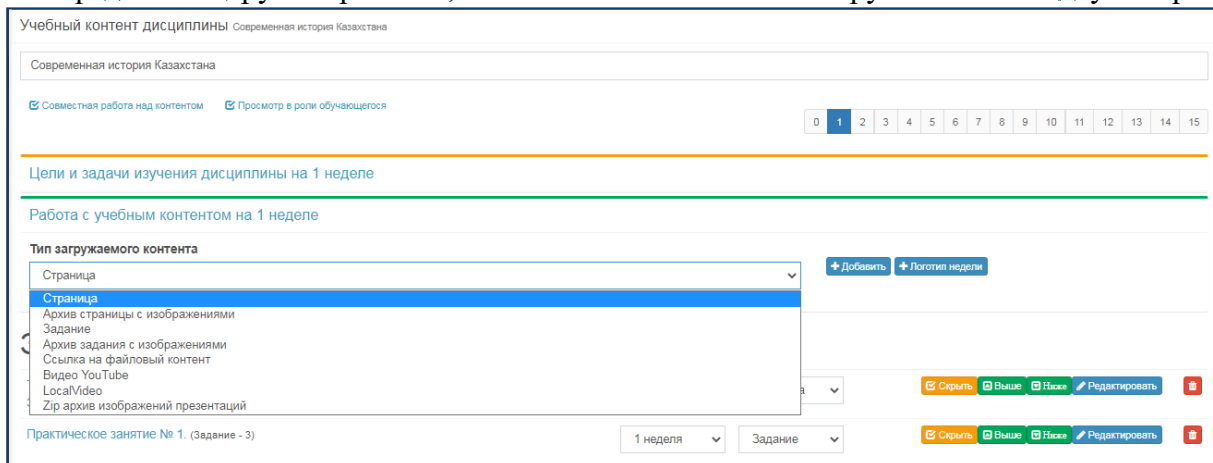 Учебный контент дисциплины Современная история Казахстана
Современная история Казахстана
Совместная работа над контентом Просмотр в роли обучающегося
0 1 2 3 4 5 6 7 8 9 10 11 12 13 14 15
Цели и задачи изучения дисциплины на 1 неделе
Работа с учебным контентом на 1 неделе
Тип загружаемого контента
Страница
+ Добавить + Логотип недели
Страница
Архив страницы с изображениями
Задание
Архив задания с изображениями
Ссылка на файловый контент
Видео YouTube
LocalVideo
Zip архив изображений презентаций
Скрыть Выше Ниже Редактировать
Практическое занятие № 1. (Задание - 3) 1 неделя Задание Скрыть Выше Ниже Редактировать